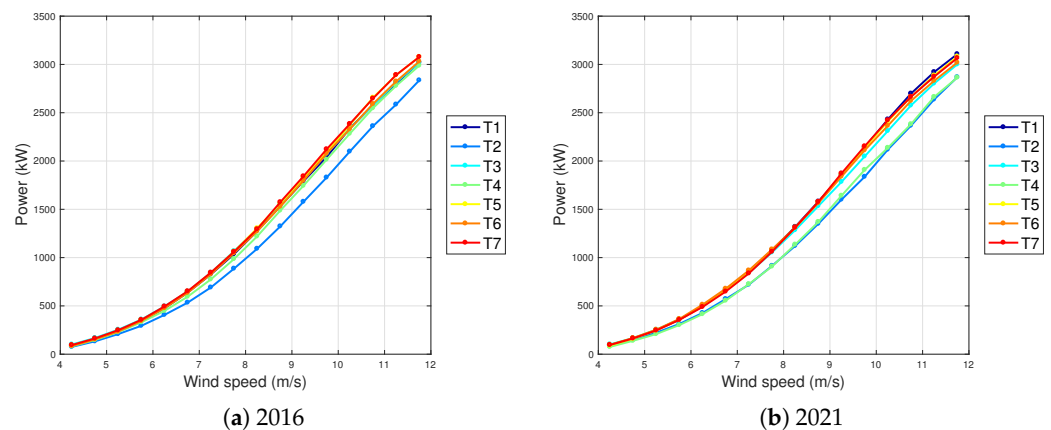 3500
3000
2500
2000
1500
1000
500
0
Power (kW)
4 5 6 7 8 9 10 11 12
Wind speed (m/s)
T1
T2
T3
T4
T5
T6
T7
(a) 2016
3500
3000
2500
2000
1500
1000
500
0
Power (kW)
4 5 6 7 8 9 10 11 12
Wind speed (m/s)
T1
T2
T3
T4
T5
T6
T7
(b) 2021